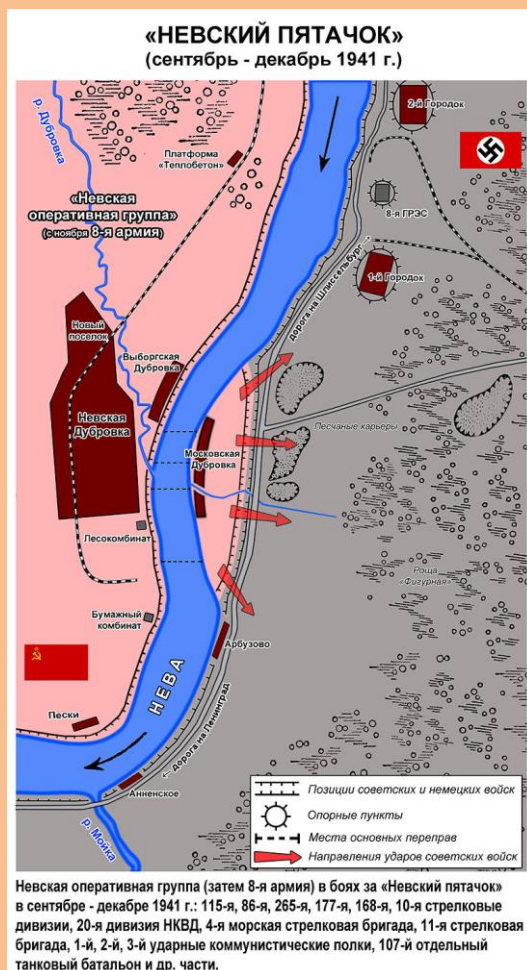 «НЕВСКИЙ ПЯТАЧОК»
(сентябрь - декабрь 1941 г.)
р. Дубровка
2-й Городок
Платформа
«Теплобетон»
«Невская
оперативная группа»
(с ноября 8-я армия)
8-я ГРЭС
1-й Городок
дорога на Шлиссельбург →
Новый
поселок
Выборгская
Дубровка
Невская
Дубровка
Песчаные карьеры
Московская
Дубровка
Лесокомбинат
Роща
«Фигурная»
Бумажный
комбинат
Арбузово
НЕВА
Пески
← дорога на Ленинград
Анненское
р. Мойка
Позиции советских и немецких войск
Опорные пункты
Места основных переправ
Направления ударов советских войск
Невская оперативная группа (затем 8-я армия) в боях за «Невский пятачок»
в сентябре - декабре 1941 г.: 115-я, 86-я, 265-я, 177-я, 168-я, 10-я стрелковые
дивизии, 20-я дивизия НКВД, 4-я морская стрелковая бригада, 11-я стрелковая
бригада, 1-й, 2-й, 3-й ударные коммунистические полки, 107-й отдельный
танковый батальон и др. части.